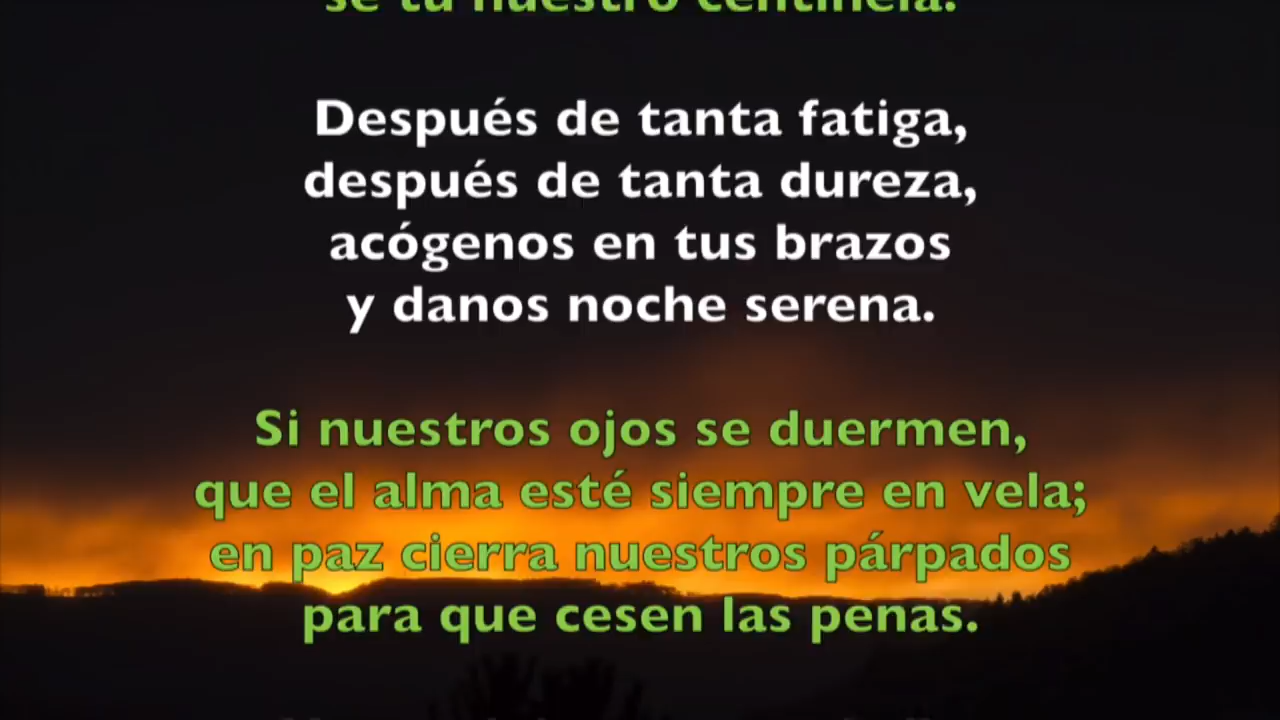 se tú nuestro centinela.
Después de tanta fatiga,
después de tanta dureza,
acógenos en tus brazos
y danos noche serena.
Si nuestros ojos se duermen,
que el alma esté siempre en vela;
en paz cierra nuestros párpados
para que cesen las penas.